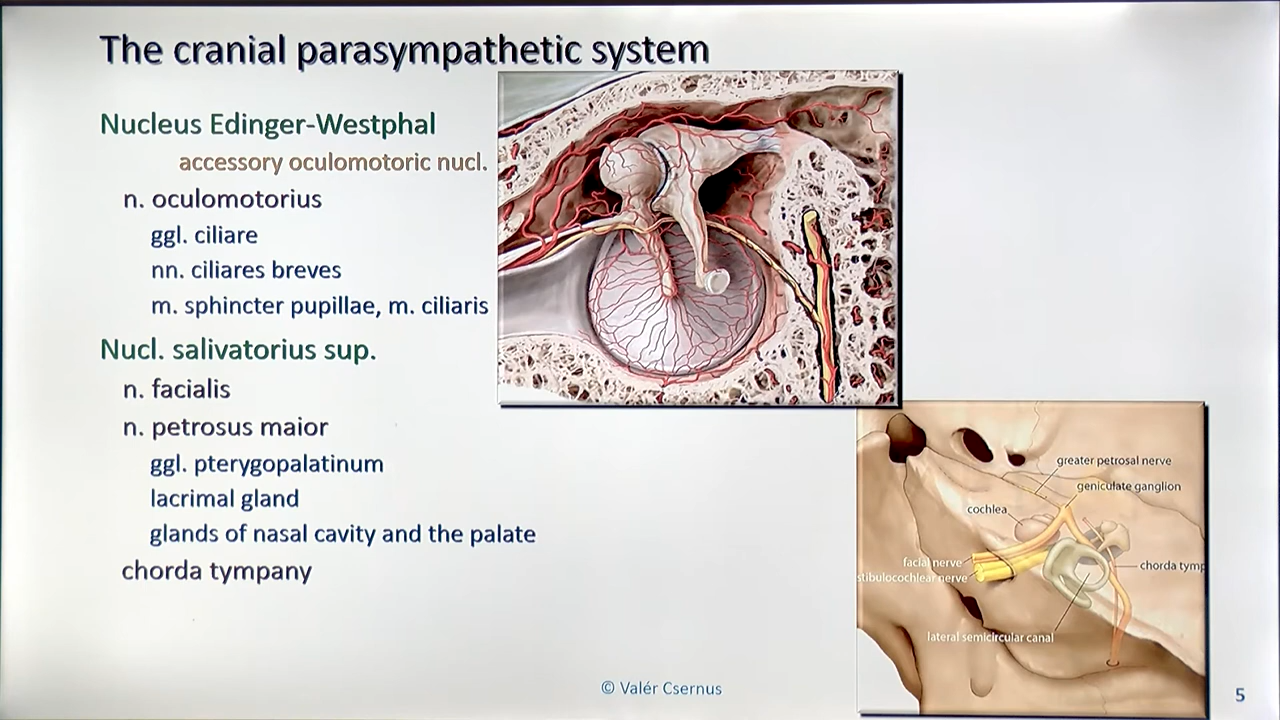 The cranial parasympathetic system
Nucleus Edinger-Westphal
accessory oculomotoric nucl.
n. oculomotorius
ggl. ciliare
nn. ciliares breves
m. sphincter pupillae, m. ciliaris
Nucl. salivatorius sup.
n. facialis
n. petrosus maior
ggl. pterygopalatinum
lacrimal gland
glands of nasal cavity and the palate
chorda tympany
greater petrosal nerve
geniculate ganglion
cochlea
facial nerve
stibulocochlear nerve
chorda tymp
lateral semicircular canal
© Valér Csernus
5